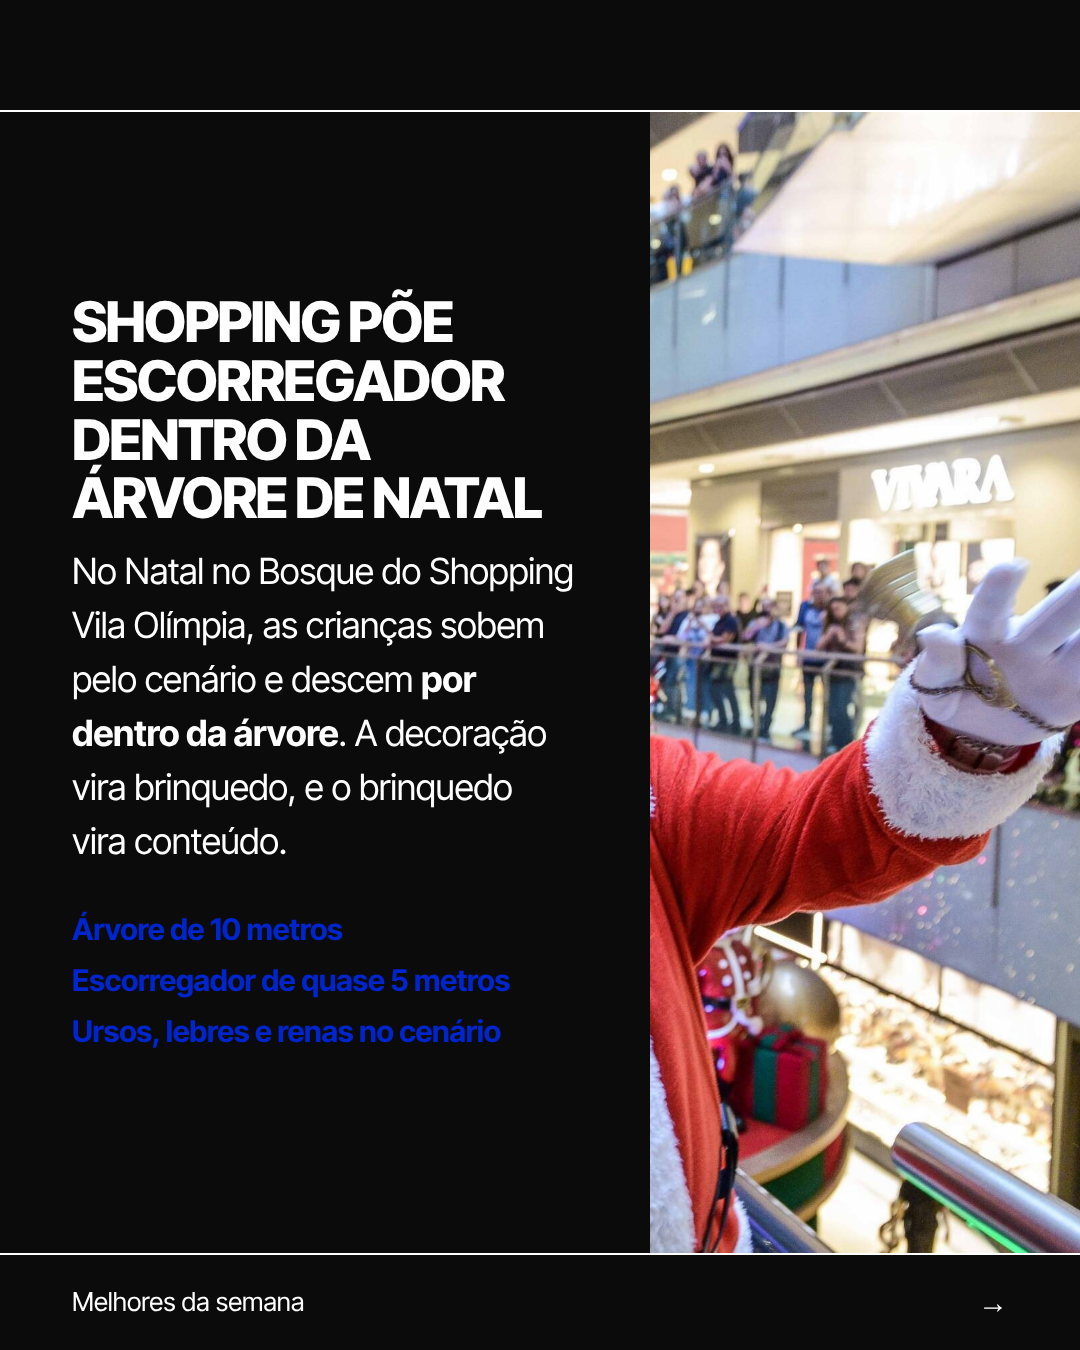 SHOPPING PÕE
ESCORREGADOR
DENTRO DA
ÁRVORE DE NATAL
No Natal no Bosque do Shopping
Vila Olímpia, as crianças sobem
pelo cenário e descem por
dentro da árvore. A decoração
vira brinquedo, e o brinquedo
vira conteúdo.
Árvore de 10 metros
Escorregador de quase 5 metros
Ursos, lebres e renas no cenário
VIVARA
Melhores da semana
→